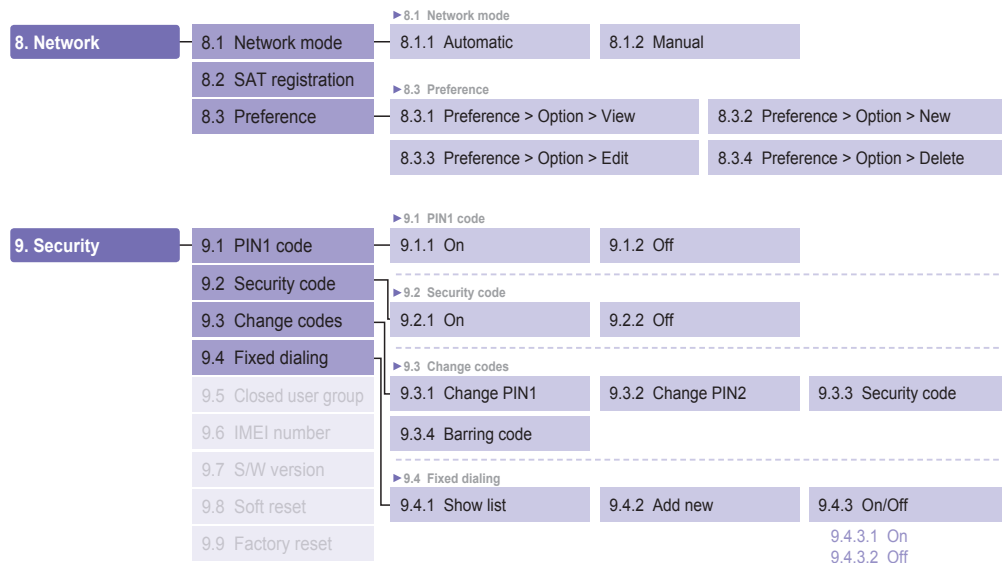 ►8.1 Network mode
8. Network
8.1 Network mode
8.1.1 Automatic
8.1.2 Manual
8.2 SAT registration
►8.3 Preference
8.3 Preference
8.3.1 Preference > Option > View
8.3.2 Preference > Option > New
8.3.3 Preference > Option > Edit
8.3.4 Preference > Option > Delete
►9.1 PIN1 code
9. Security
9.1 PIN1 code
9.1.1 On
9.1.2 Off
9.2 Security code
►9.2 Security code
9.3 Change codes
9.2.1 On
9.2.2 Off
9.4 Fixed dialing
►9.3 Change codes
9.5 Closed user group
9.3.1 Change PIN1
9.3.2 Change PIN2
9.3.3 Security code
9.6 IMEI number
9.3.4 Barring code
9.7 S/W version
►9.4 Fixed dialing
9.8 Soft reset
9.4.1 Show list
9.4.2 Add new
9.4.3 On/Off
9.9 Factory reset
9.4.3.1 On
9.4.3.2 Off